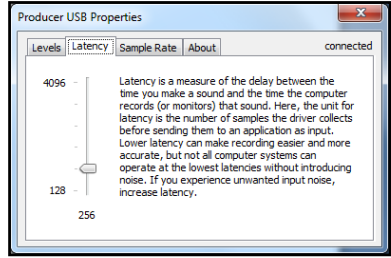 Producer USB Properties
Levels Latency Sample Rate About connected
4096
Latency is a measure of the delay between the
time you make a sound and the time the computer
records (or monitors) that sound. Here, the unit for
latency is the number of samples the driver collects
before sending them to an application as input.
Lower latency can make recording easier and more
accurate, but not all computer systems can
operate at the lowest latencies without introducing
noise. If you experience unwanted input noise,
increase latency.
128
256